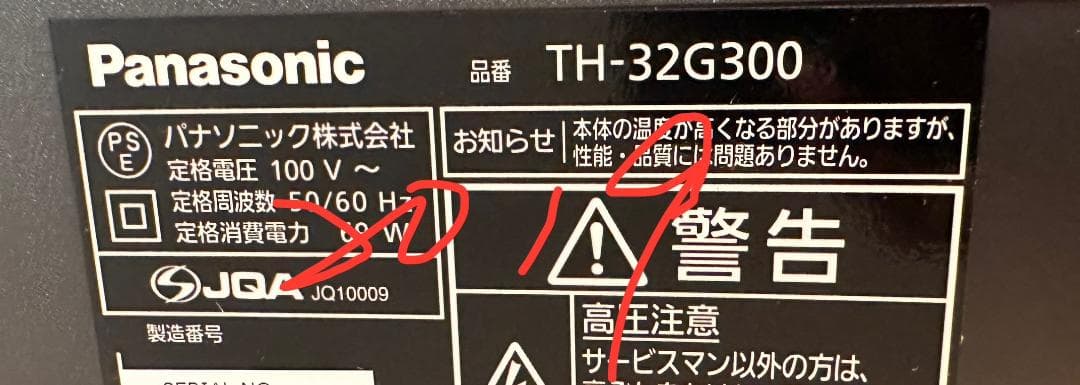 Panasonic 品番 TH-32G300
PSE
パナソニック株式会社
定格電圧 100 V ～
定格周波数 50/60 Hz
定格消費電力 W
JQA JQ10009
製造番号
SERIAL NO
お知らせ
本体の温度が高くなる部分がありますが、
性能・品質には問題ありません。
2019
警告
高圧注意
サービスマン以外の方は、